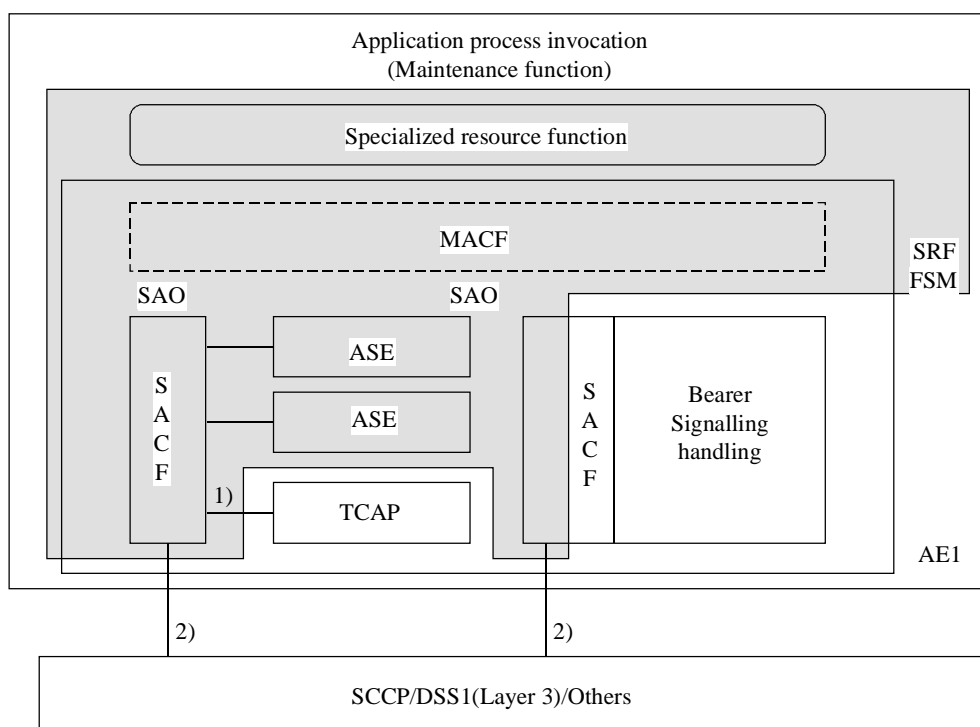 Application process invocation
(Maintenance function)
Specialized resource function
MACF
SRF
FSM
SAO
SAO
S
A
C
F
ASE
ASE
1)
TCAP
S
A
C
F
Bearer
Signalling
handling
AE1
2)
2)
SCCP/DSS1(Layer 3)/Others